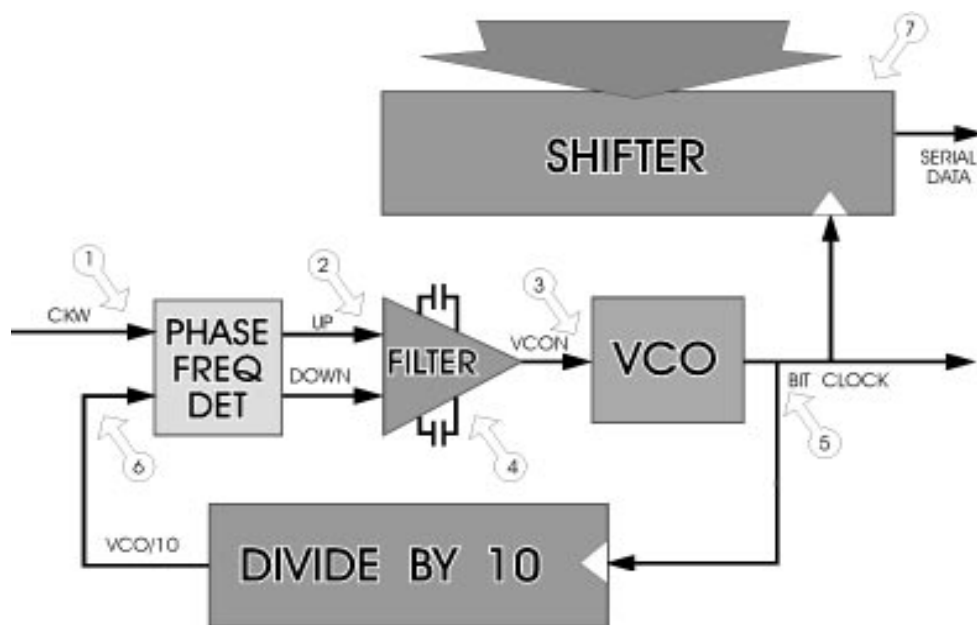 7
SHIFTER
SERIAL
DATA
1
2
3
CKW
UP
VCON
PHASE
FREQ
DET
FILTER
VCO
DOWN
BIT CLOCK
6
4
5
VCO/10
DIVIDE BY 10